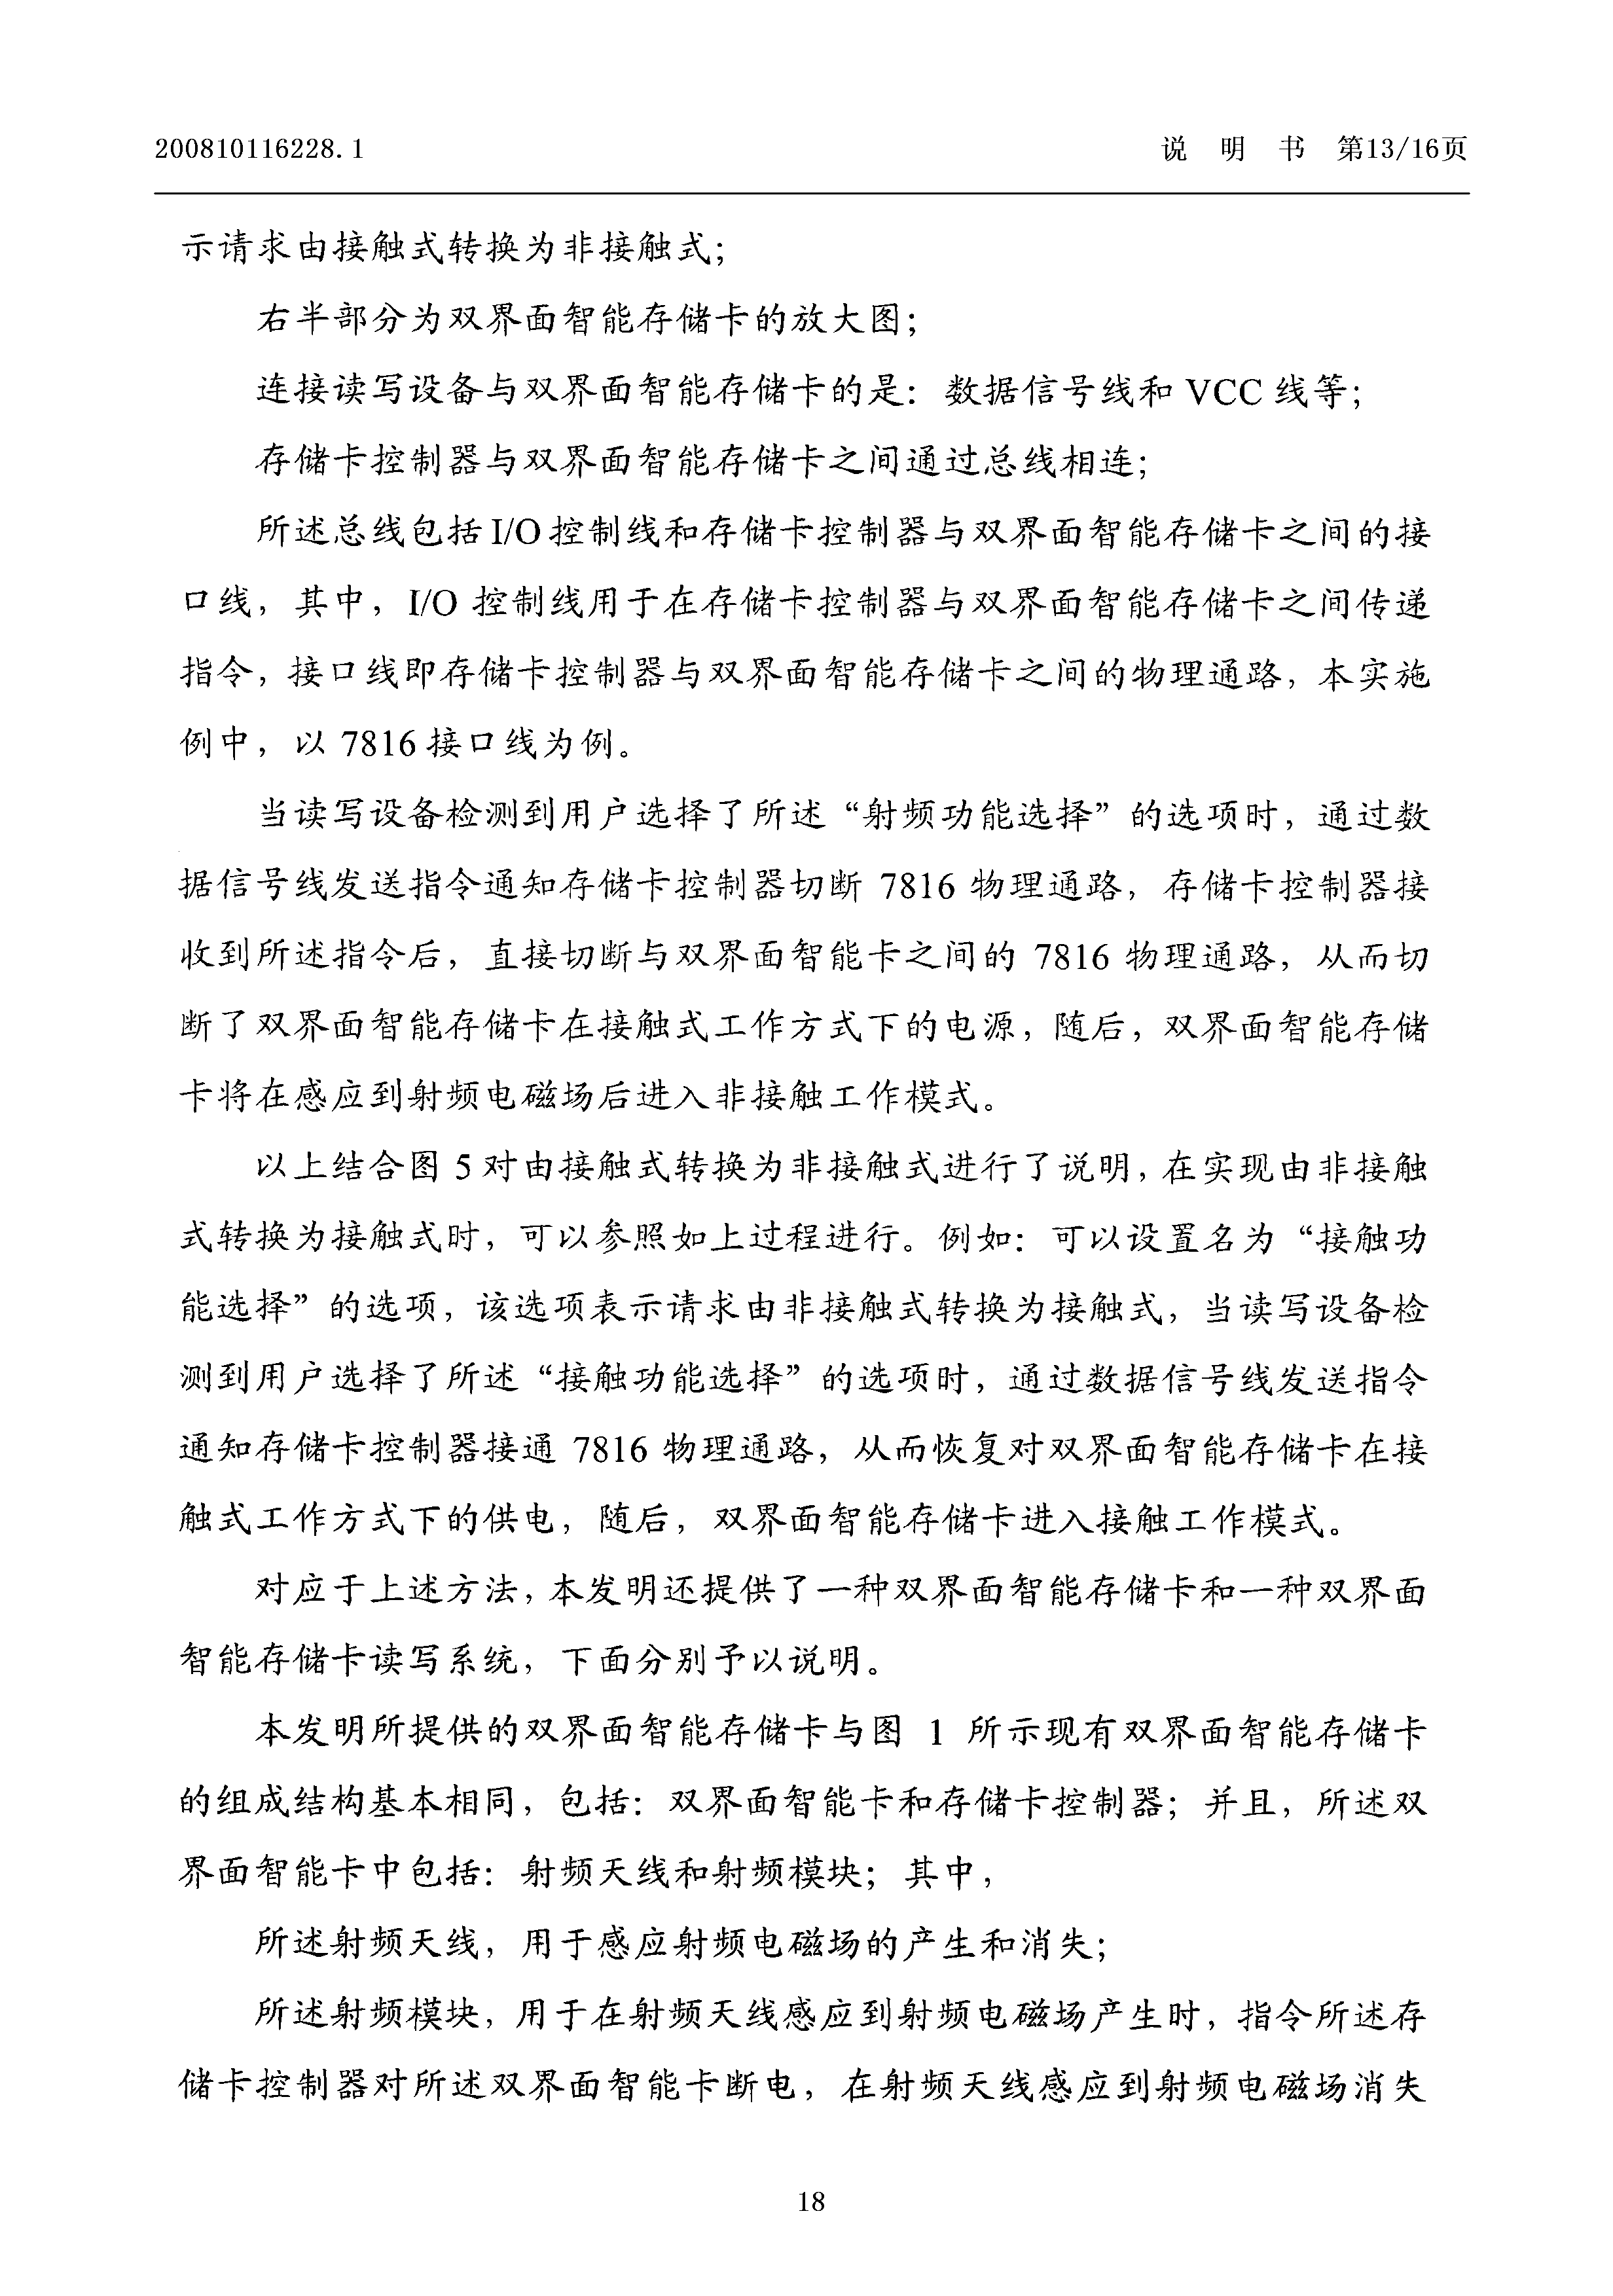 200810116228.1
说 明 书 第13/16页
示请求由接触式转换为非接触式；
右半部分为双界面智能存储卡的放大图；
连接读写设备与双界面智能存储卡的是：数据信号线和 VCC 线等；
存储卡控制器与双界面智能存储卡之间通过总线相连；
所述总线包括 I/O 控制线和存储卡控制器与双界面智能存储卡之间的接
口线，其中，I/O 控制线用于在存储卡控制器与双界面智能存储卡之间传递
指令，接口线即存储卡控制器与双界面智能存储卡之间的物理通路，本实施
例中，以 7816 接口线为例。
当读写设备检测到用户选择了所述“射频功能选择”的选项时，通过数
据信号线发送指令通知存储卡控制器切断 7816 物理通路，存储卡控制器接
收到所述指令后，直接切断与双界面智能卡之间的 7816 物理通路，从而切
断了双界面智能存储卡在接触式工作方式下的电源，随后，双界面智能存储
卡将在感应到射频电磁场后进入非接触工作模式。
以上结合图 5 对由接触式转换为非接触式进行了说明，在实现由非接触
式转换为接触式时，可以参照如上过程进行。例如：可以设置名为“接触功
能选择”的选项，该选项表示请求由非接触式转换为接触式，当读写设备检
测到用户选择了所述“接触功能选择”的选项时，通过数据信号线发送指令
通知存储卡控制器接通 7816 物理通路，从而恢复对双界面智能存储卡在接
触式工作方式下的供电，随后，双界面智能存储卡进入接触工作模式。
对应于上述方法，本发明还提供了一种双界面智能存储卡和一种双界面
智能存储卡读写系统，下面分别予以说明。
本发明所提供的双界面智能存储卡与图 1 所示现有双界面智能存储卡
的组成结构基本相同，包括：双界面智能卡和存储卡控制器；并且，所述双
界面智能卡中包括：射频天线和射频模块；其中，
所述射频天线，用于感应射频电磁场的产生和消失；
所述射频模块，用于在射频天线感应到射频电磁场产生时，指令所述存
储卡控制器对所述双界面智能卡断电，在射频天线感应到射频电磁场消失
18